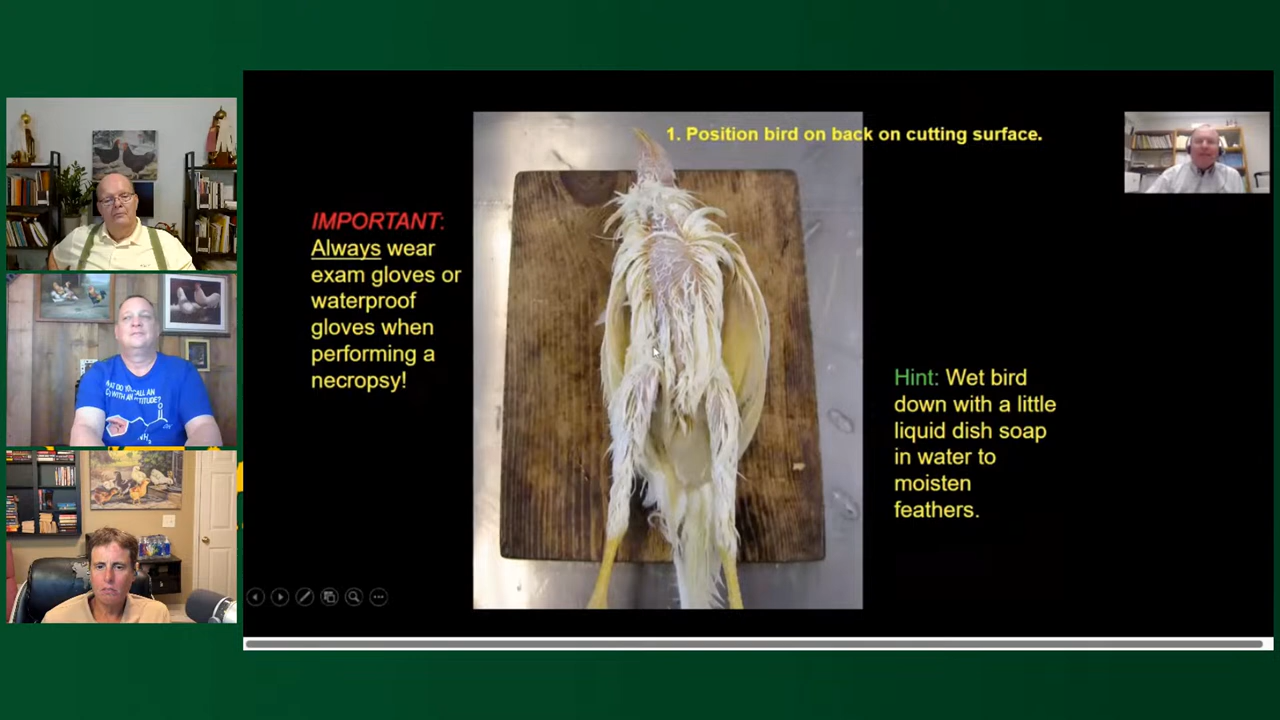 1. Position bird on back on cutting surface.
IMPORTANT:
Always wear
exam gloves or
waterproof
gloves when
performing a
necropsy!
Hint: Wet bird
down with a little
liquid dish soap
in water to
moisten
feathers.